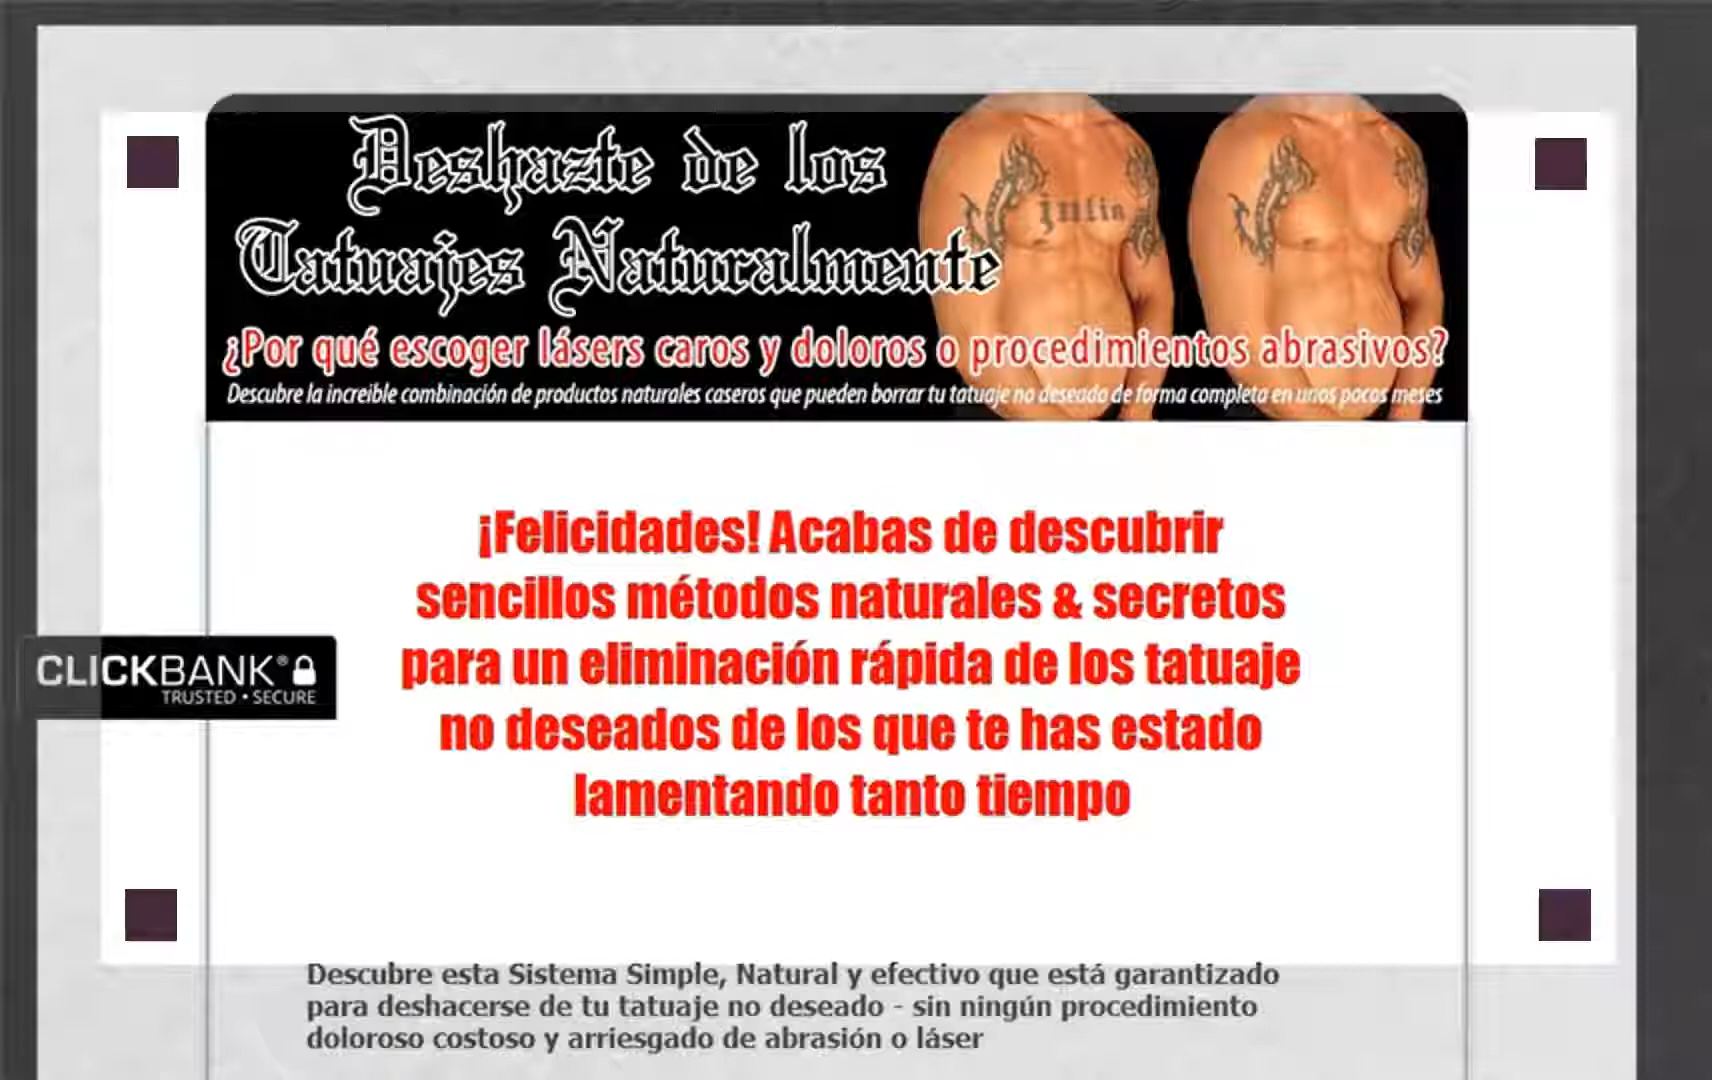 Deshazte de los
Tatuajes Naturalmente
julia
¿Por qué escoger lásers caros y doloros o procedimientos abrasivos?
Descubre la increible combinación de productos naturales caseros que pueden borrar tu tatuaje no deseado de forma completa en unos pocos meses
¡Felicidades! Acabas de descubrir
sencillos métodos naturales & secretos
para un eliminación rápida de los tatuaje
no deseados de los que te has estado
lamentando tanto tiempo
CLICKBANK®
TRUSTED • SECURE
Descubre esta Sistema Simple, Natural y efectivo que está garantizado
para deshacerse de tu tatuaje no deseado - sin ningún procedimiento
doloroso costoso y arriesgado de abrasión o láser